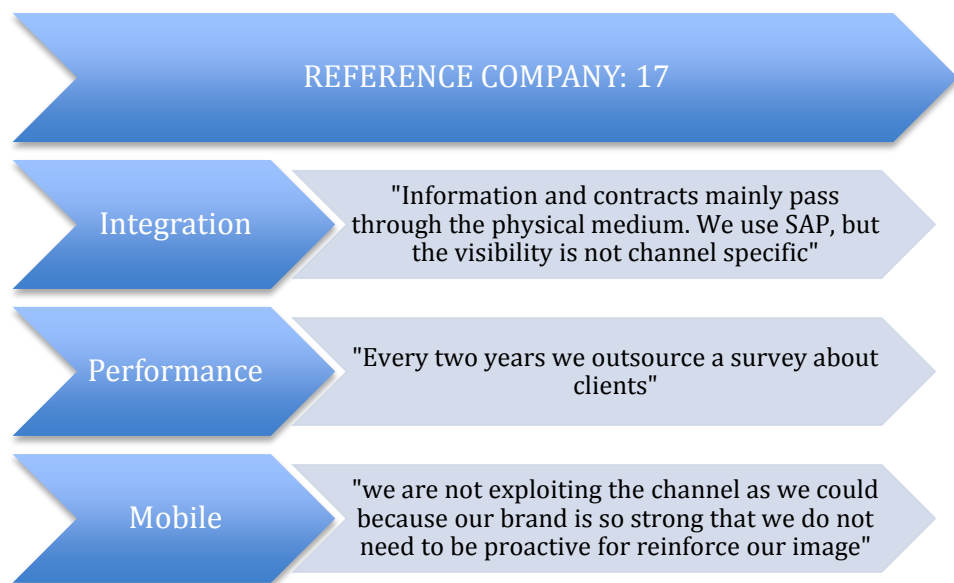 REFERENCE COMPANY: 17
Integration
"Information and contracts mainly pass
through the physical medium. We use SAP, but
the visibility is not channel specific"
Performance
"Every two years we outsource a survey about
clients"
Mobile
"we are not exploiting the channel as we could
because our brand is so strong that we do not
need to be proactive for reinforce our image"